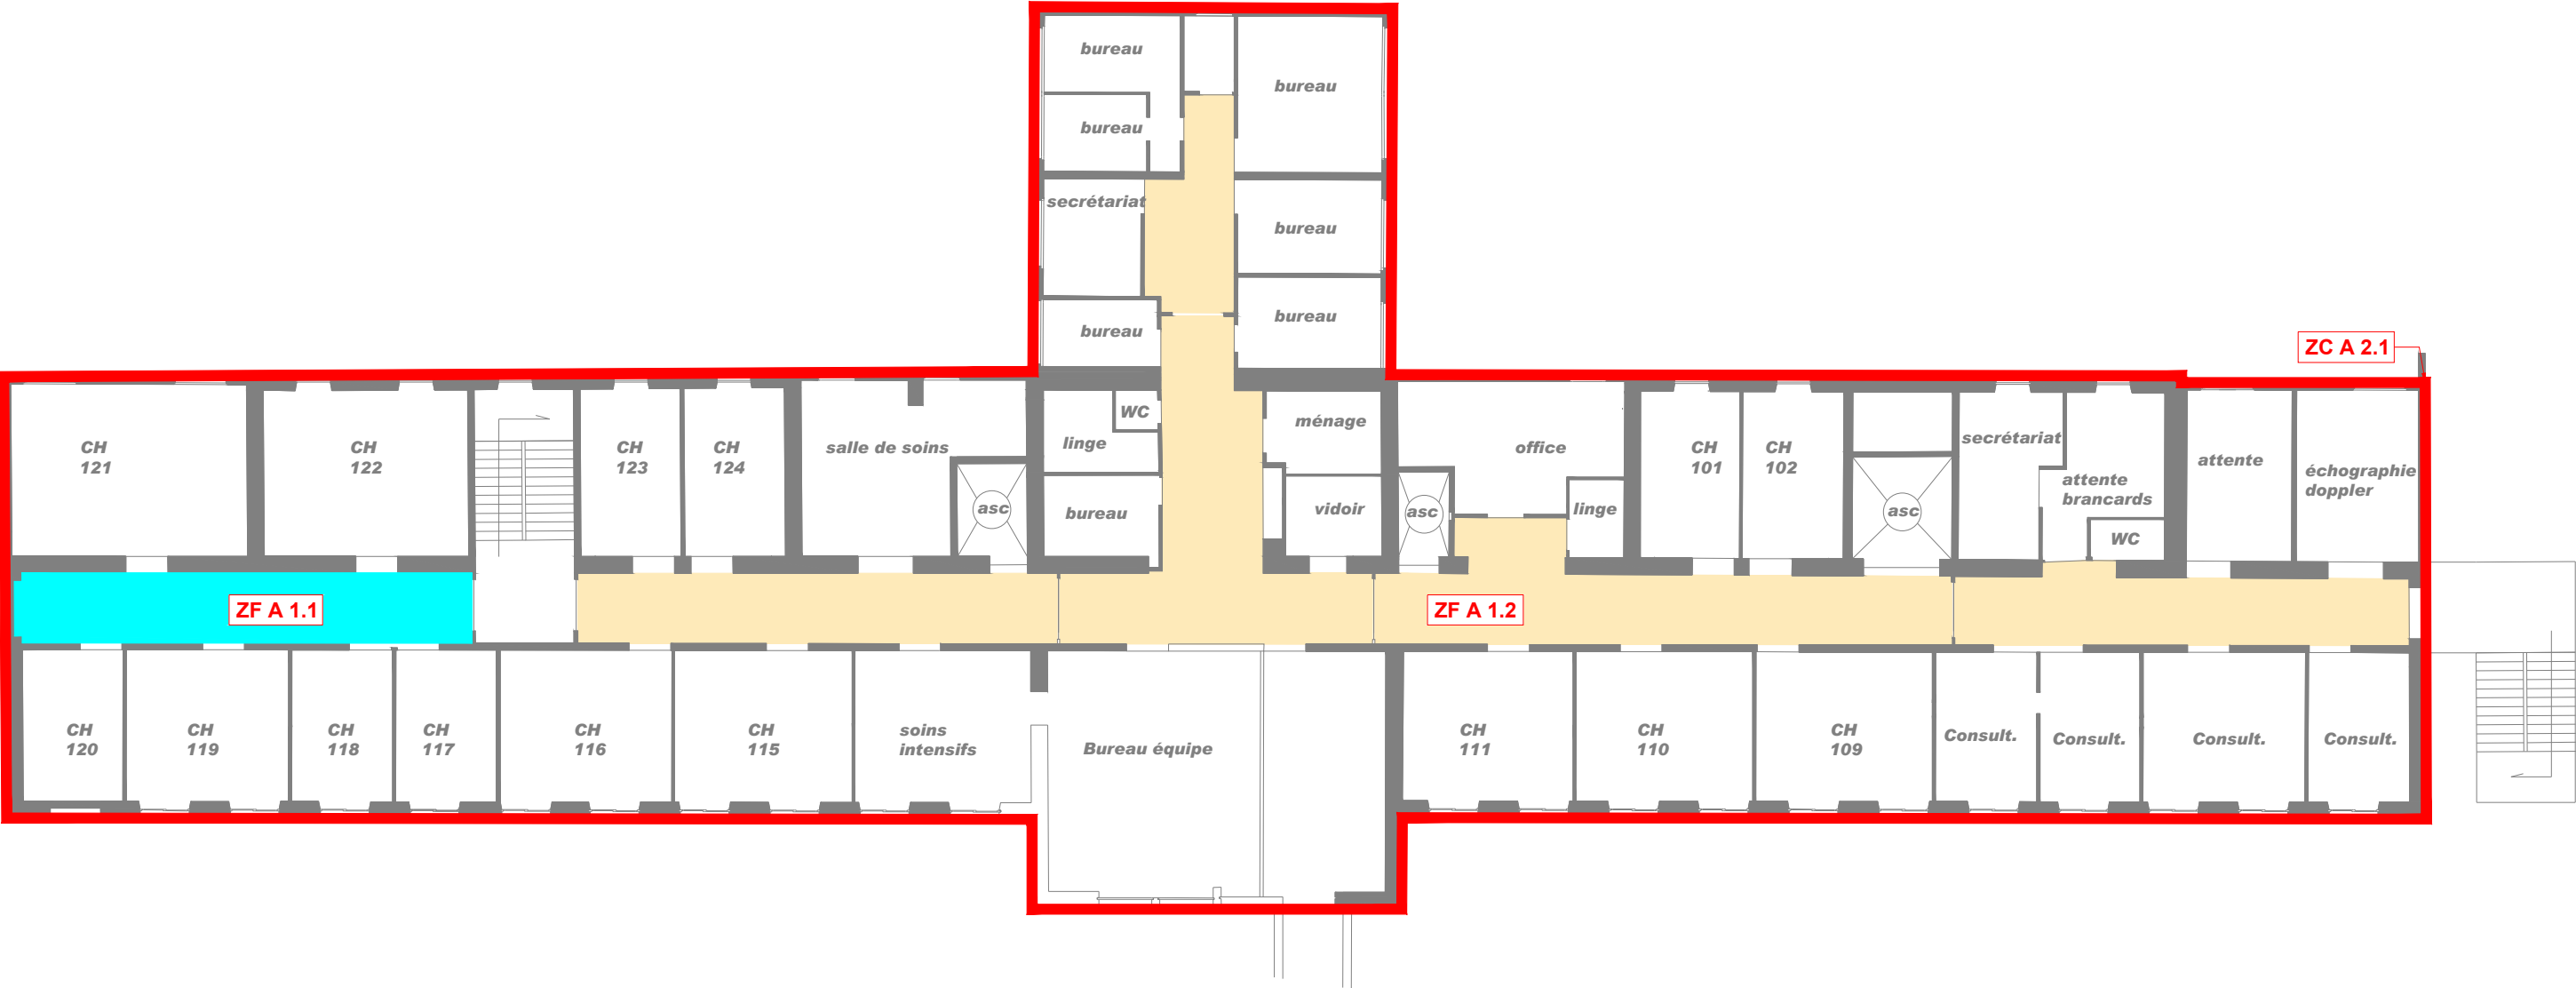 bureau
bureau
bureau
secrétariat
bureau
bureau
bureau
ZC A 2.1
CH
121
CH
122
CH
123
CH
124
salle de soins
asc
WC
linge
bureau
ménage
vidoir
office
asc
linge
CH
101
CH
102
asc
secrétariat
attente
brancards
WC
attente
échographie
doppler
ZF A 1.1
ZF A 1.2
CH
120
CH
119
CH
118
CH
117
CH
116
CH
115
soins
intensifs
Bureau équipe
CH
111
CH
110
CH
109
Consult.
Consult.
Consult.
Consult.